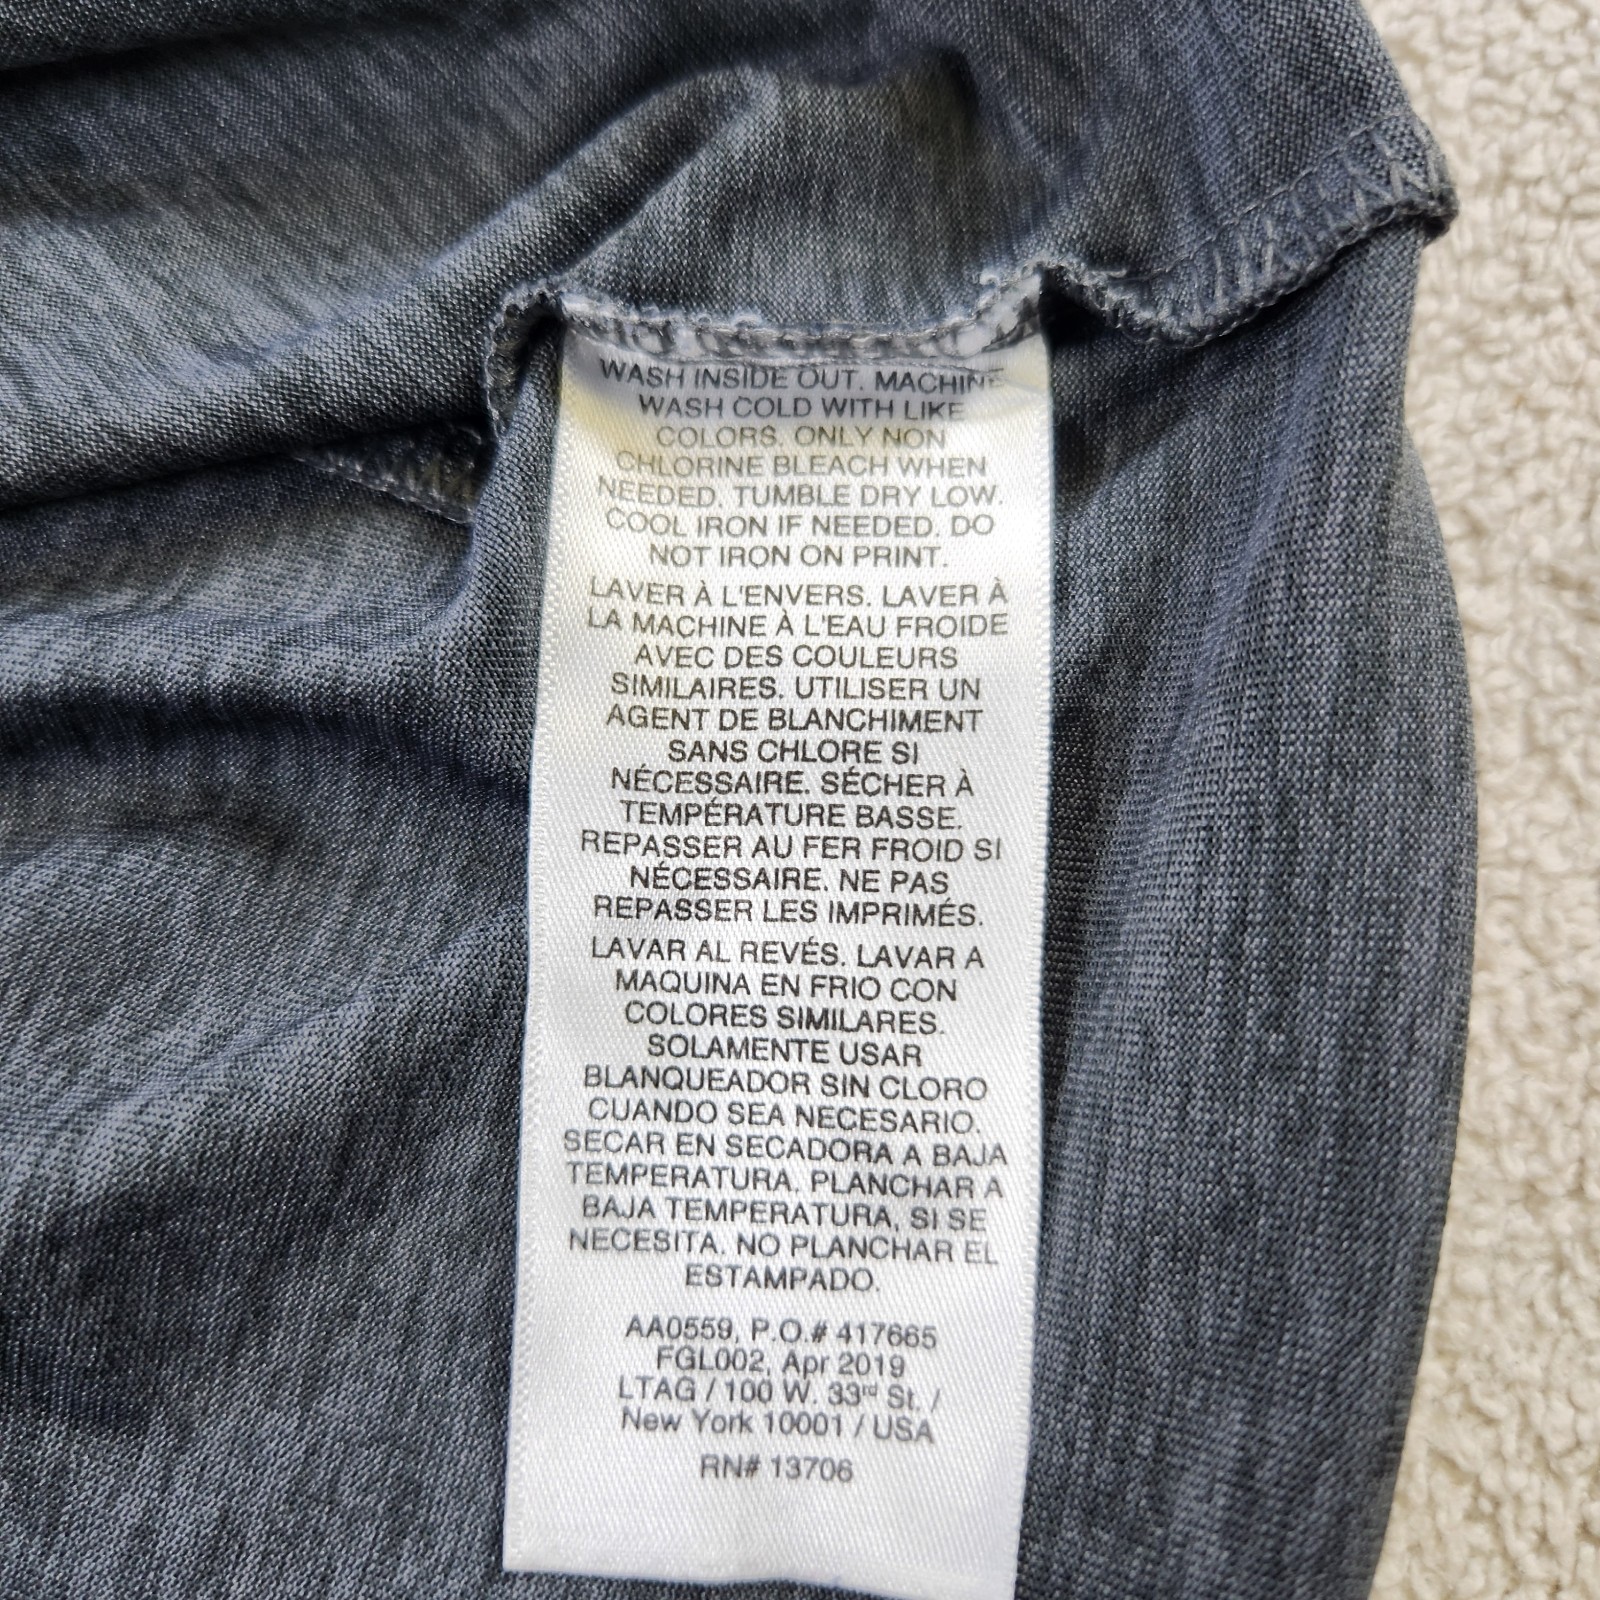 WASH INSIDE OUT. MACHINE
WASH COLD WITH LIKE
COLORS. ONLY NON
CHLORINE BLEACH WHEN
NEEDED. TUMBLE DRY LOW.
COOL IRON IF NEEDED. DO
NOT IRON ON PRINT.
LAVER À L'ENVERS. LAVER À
LA MACHINE À L'EAU FROIDE
AVEC DES COULEURS
SIMILAIRES. UTILISER UN
AGENT DE BLANCHIMENT
SANS CHLORE SI
NÉCESSAIRE. SÉCHER À
TEMPÉRATURE BASSE.
REPASSER AU FER FROID SI
NÉCESSAIRE. NE PAS
REPASSER LES IMPRIMÉS.
LAVAR AL REVÉS. LAVAR A
MAQUINA EN FRIO CON
COLORES SIMILARES.
SOLAMENTE USAR
BLANQUEADOR SIN CLORO
CUANDO SEA NECESARIO.
SECAR EN SECADORA A BAJA
TEMPERATURA. PLANCHAR A
BAJA TEMPERATURA, SI SE
NECESITA. NO PLANCHAR EL
ESTAMPADO.
AA0559, P.O.# 417665
FGL002, Apr 2019
LTAG / 100 W. 33rd St. /
New York 10001 / USA
RN# 13706